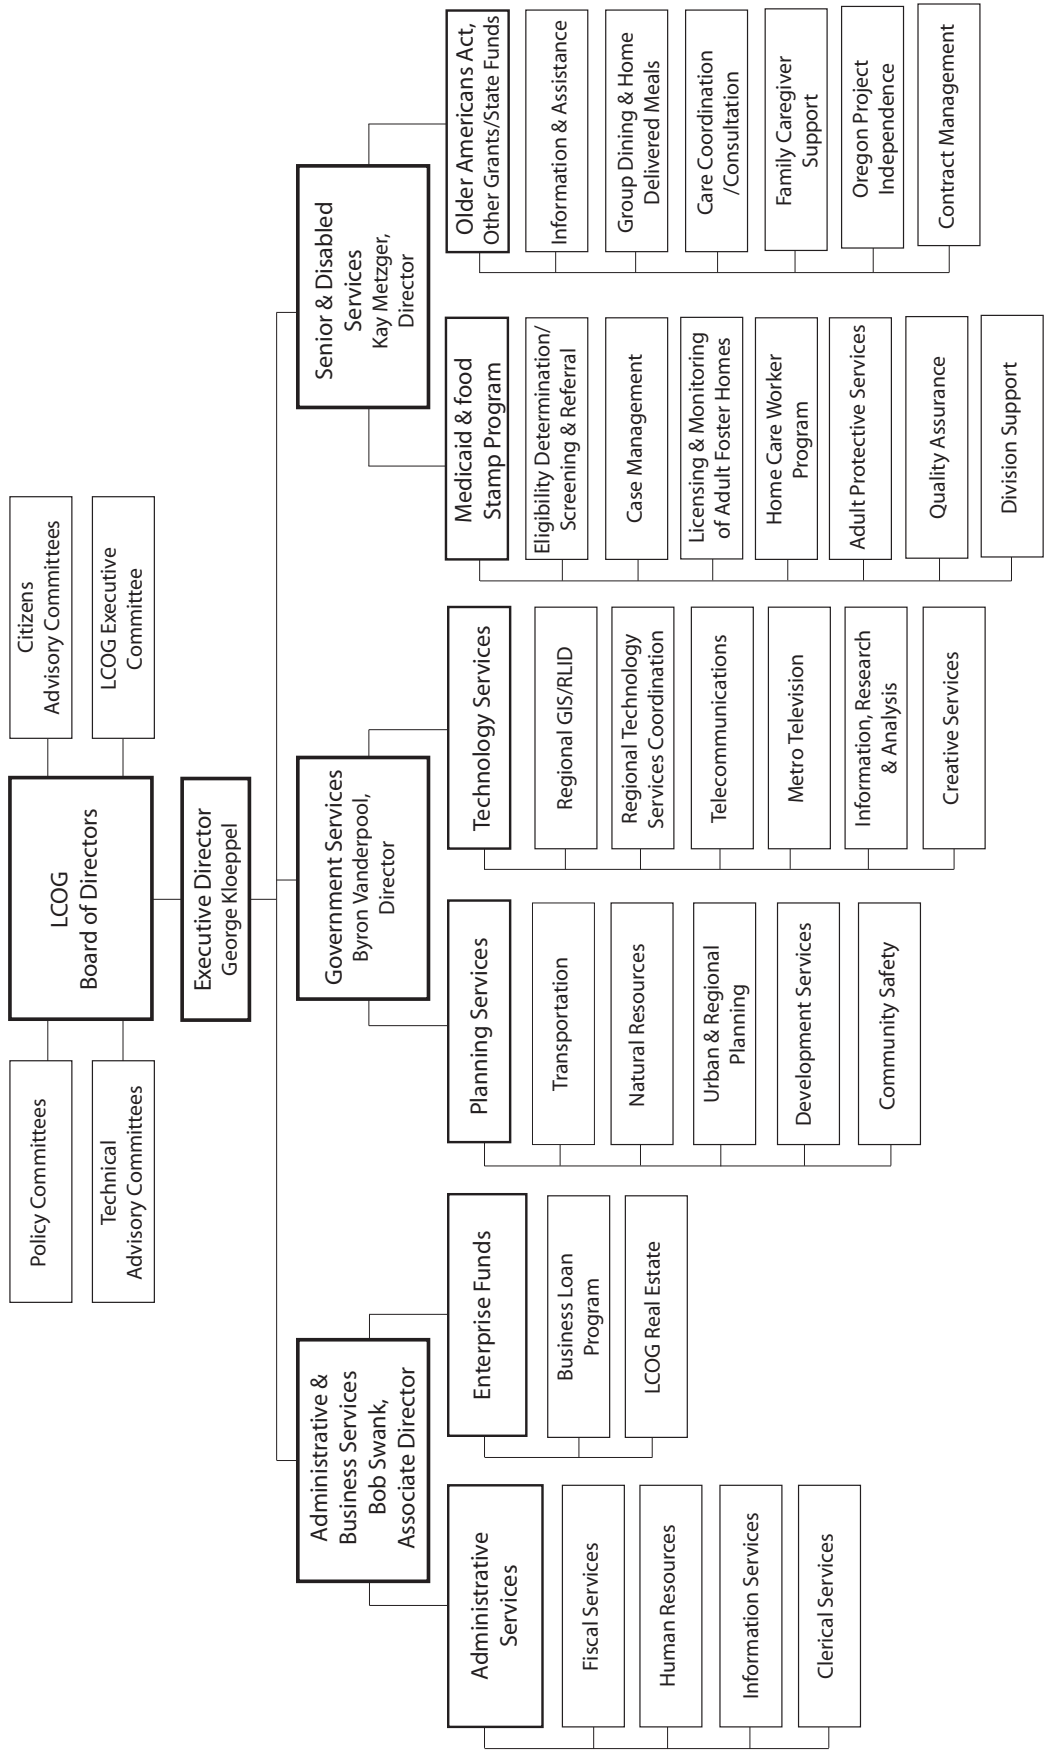 LCOG
Board of Directors
Policy Committees
Technical
Advisory Committees
Citizens
Advisory Committees
LCOG Executive
Committee
Executive Director
George Kloeppel
Administrative &
Business Services
Bob Swank,
Associate Director
Administrative
Services
Fiscal Services
Human Resources
Information Services
Clerical Services
Enterprise Funds
Business Loan
Program
LCOG Real Estate
Government Services
Byron Vanderpool,
Director
Planning Services
Transportation
Natural Resources
Urban & Regional
Planning
Development Services
Community Safety
Technology Services
Regional GIS/RLID
Regional Technology
Services Coordination
Telecommunications
Metro Television
Information, Research
& Analysis
Creative Services
Senior & Disabled
Services
Kay Metzger,
Director
Medicaid & food
Stamp Program
Eligibility Determination/
Screening & Referral
Case Management
Licensing & Monitoring
of Adult Foster Homes
Home Care Worker
Program
Adult Protective Services
Quality Assurance
Division Support
Older Americans Act,
Other Grants/State Funds
Information & Assistance
Group Dining & Home
Delivered Meals
Care Coordination
/Consultation
Family Caregiver
Support
Oregon Project
Independence
Contract Management